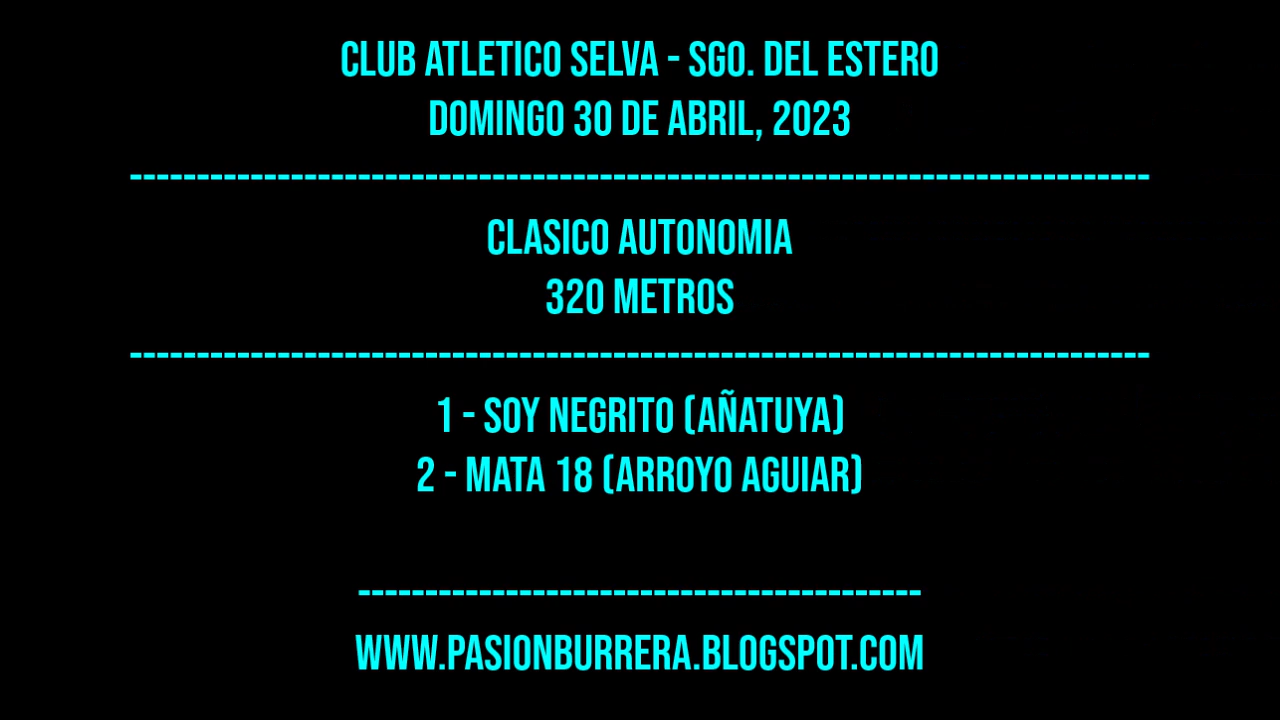 CLUB ATLETICO SELVA - SGO. DEL ESTERO
DOMINGO 30 DE ABRIL, 2023
----------------------------------------------------------------------------
CLASICO AUTONOMIA
320 METROS
----------------------------------------------------------------------------
1 - SOY NEGRITO (AÑATUYA)
2 - MATA 18 (ARROYO AGUIAR)
------------------------------------------
WWW.PASIONBURRERA.BLOGSPOT.COM